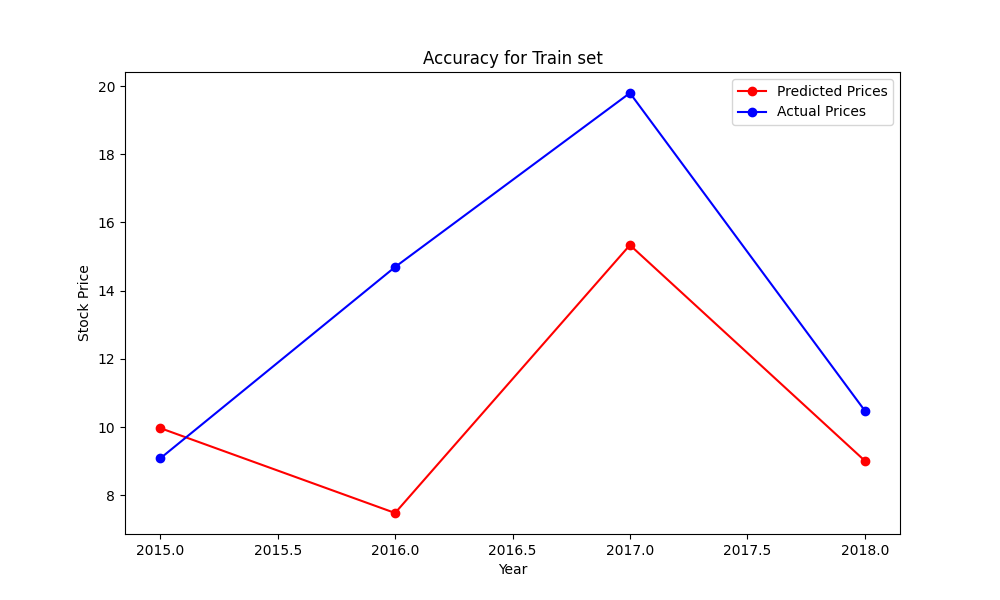 Accuracy for Train set
Predicted Prices
Actual Prices
20
18
16
14
12
10
8
Stock Price
2015.0 2015.5 2016.0 2016.5 2017.0 2017.5 2018.0
Year